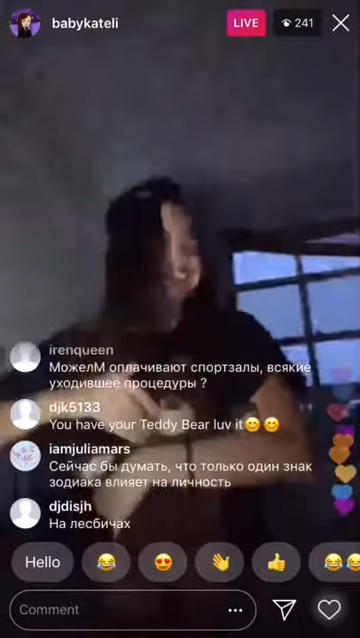 babykateli
LIVE
241
irenqueen
МожелМ оплачивают спортзалы, всякие
уходившее процедуры ?
djk5133
You have your Teddy Bear luv it😊 😊
iamjuliamars
Сейчас бы думать, что только один знак
зодиака влияет на личность
djdisjh
На лесбичах
Hello
Comment